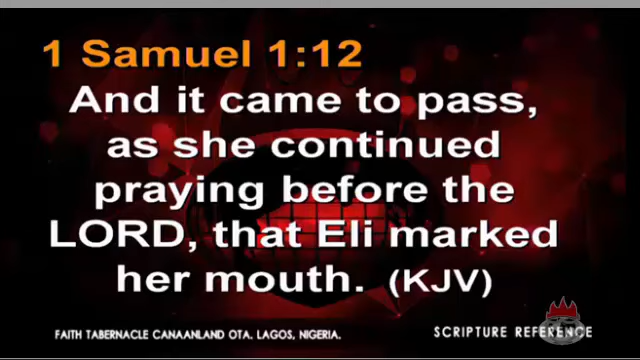 1 Samuel 1:12
And it came to pass,
as she continued
praying before the
LORD, that Eli marked
her mouth. (KJV)
FAITH TABERNACLE CANAANLAND OTA. LAGOS, NIGERIA.
SCRIPTURE REFERENCE